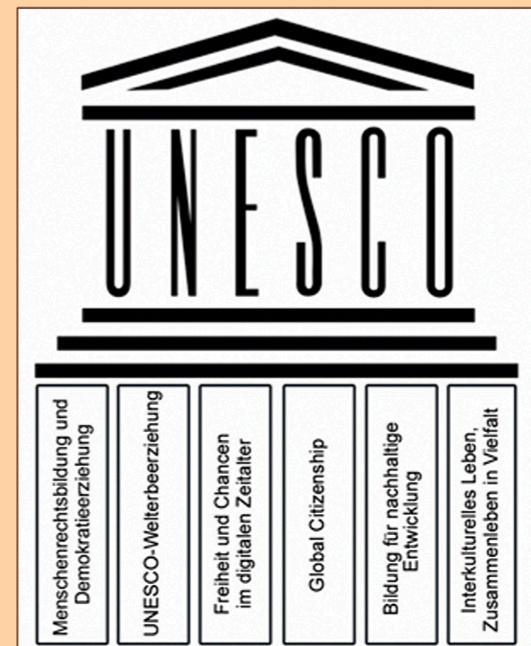 UNESCO
Menschenrechtsbildung und
Demokratieerziehung
UNESCO-Welterbeerziehung
Freiheit und Chancen
im digitalen Zeitalter
Global Citizenship
Bildung für nachhaltige
Entwicklung
Interkulturelles Leben,
Zusammenleben in Vielfalt